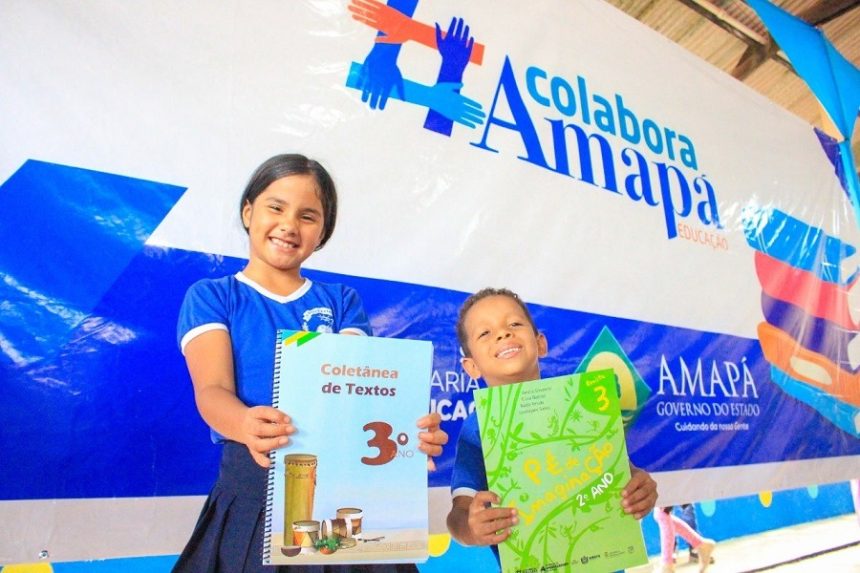 colabora
Amapá
EDUCAÇÃO
AMAPÁ
GOVERNO DO ESTADO
Cuidando da nossa Gente
Coletânea
de Textos
3º
ANO
3
PÉ de
ImaginAÇÃO
2º ANO